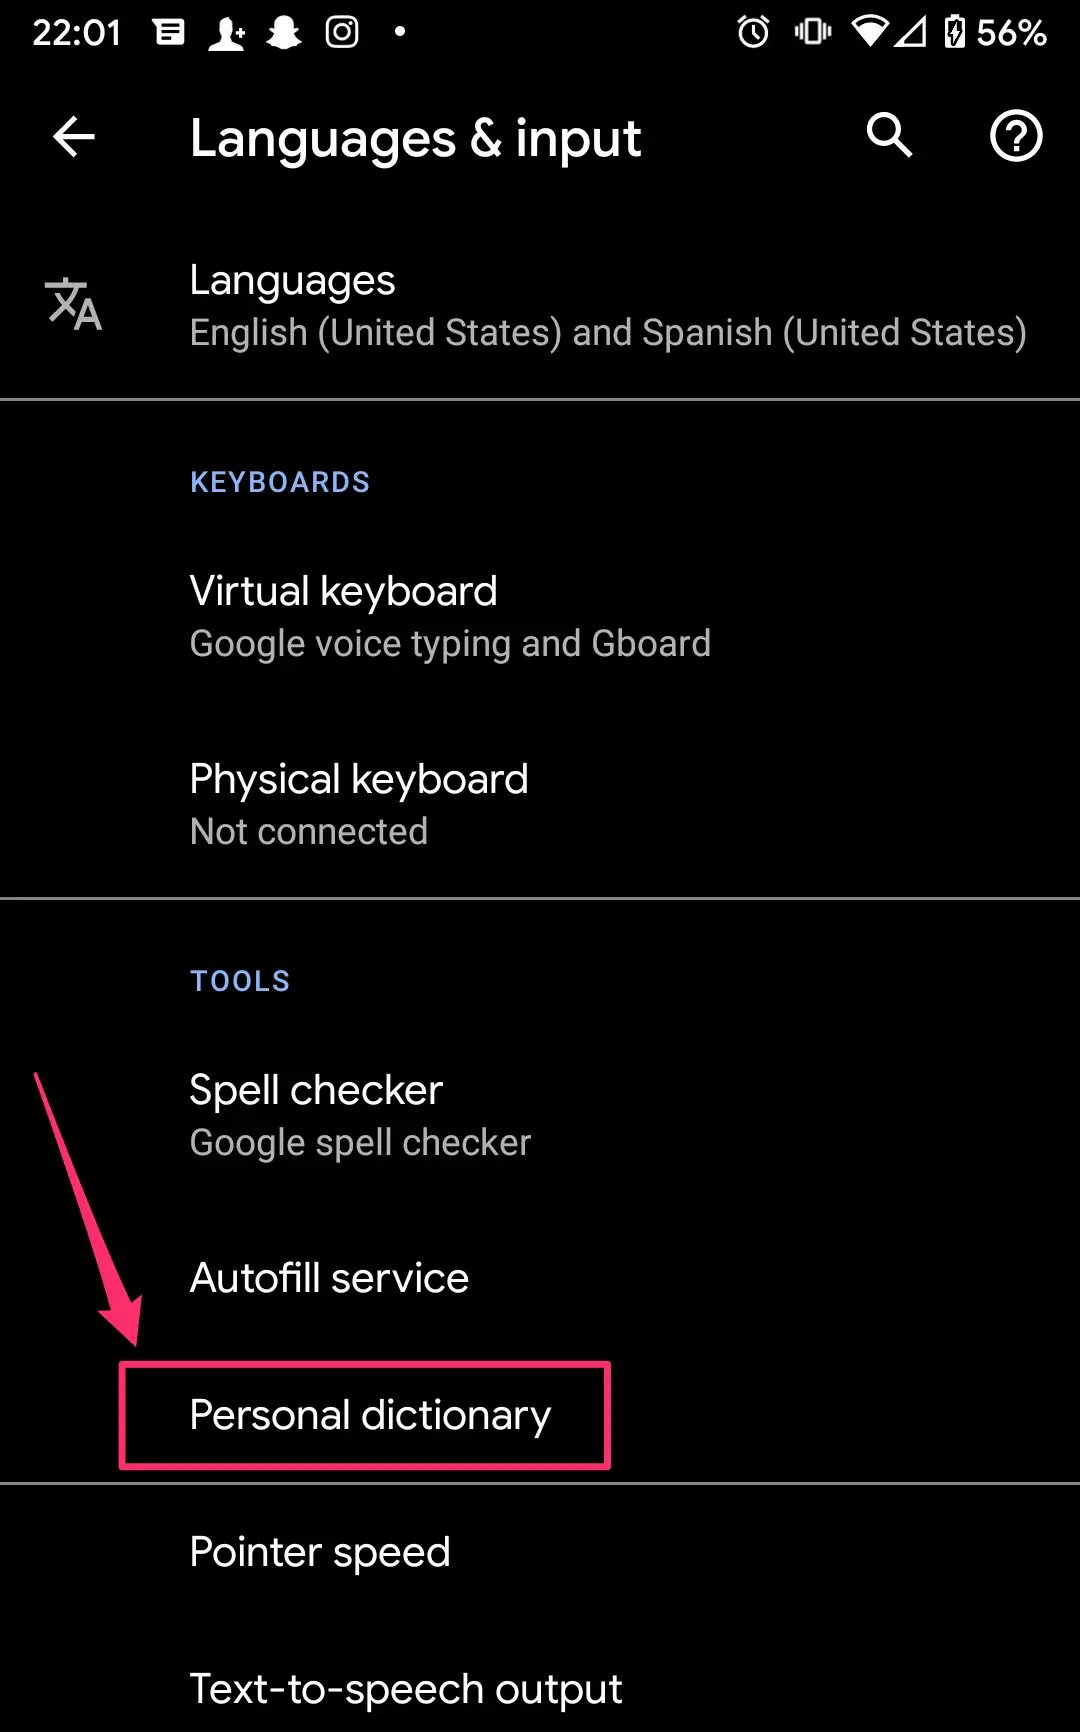 22:01 56%
Languages & input
Languages
English (United States) and Spanish (United States)
KEYBOARDS
Virtual keyboard
Google voice typing and Gboard
Physical keyboard
Not connected
TOOLS
Spell checker
Google spell checker
Autofill service
Personal dictionary
Pointer speed
Text-to-speech output